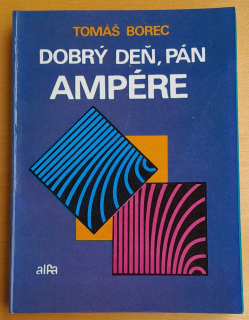 TOMÁŠ BOREC
DOBRÝ DEŇ, PÁN
AMPÉRE
alfa